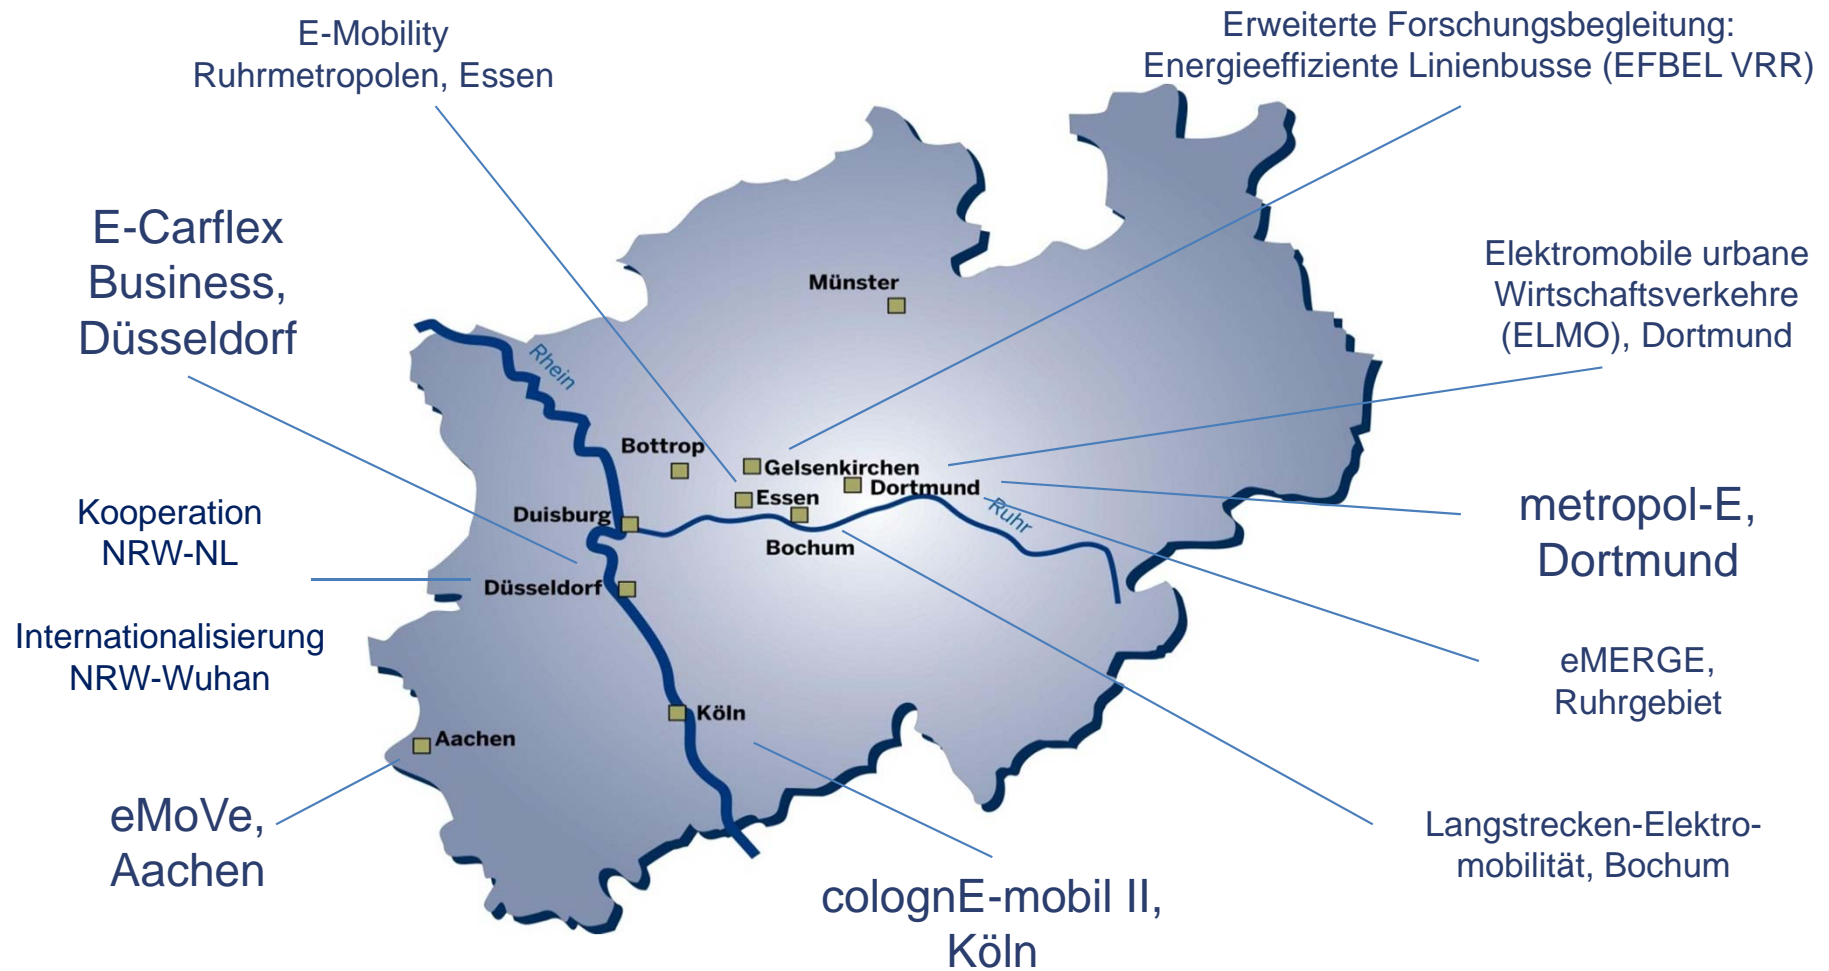 E-Mobility
Ruhrmetropolen, Essen
Erweiterte Forschungsbegleitung:
Energieeffiziente Linienbusse (EFBEL VRR)
E-Carflex
Business,
Düsseldorf
Elektromobile urbane
Wirtschaftsverkehre
(ELMO), Dortmund
Münster
Rhein
Bottrop
Gelsenkirchen
Essen
Dortmund
Duisburg
Ruhr
Bochum
Düsseldorf
Köln
Aachen
Kooperation
NRW-NL
Internationalisierung
NRW-Wuhan
metropol-E,
Dortmund
eMERGE,
Ruhrgebiet
eMoVe,
Aachen
colognE-mobil II,
Köln
Langstrecken-Elektro-
mobilität, Bochum